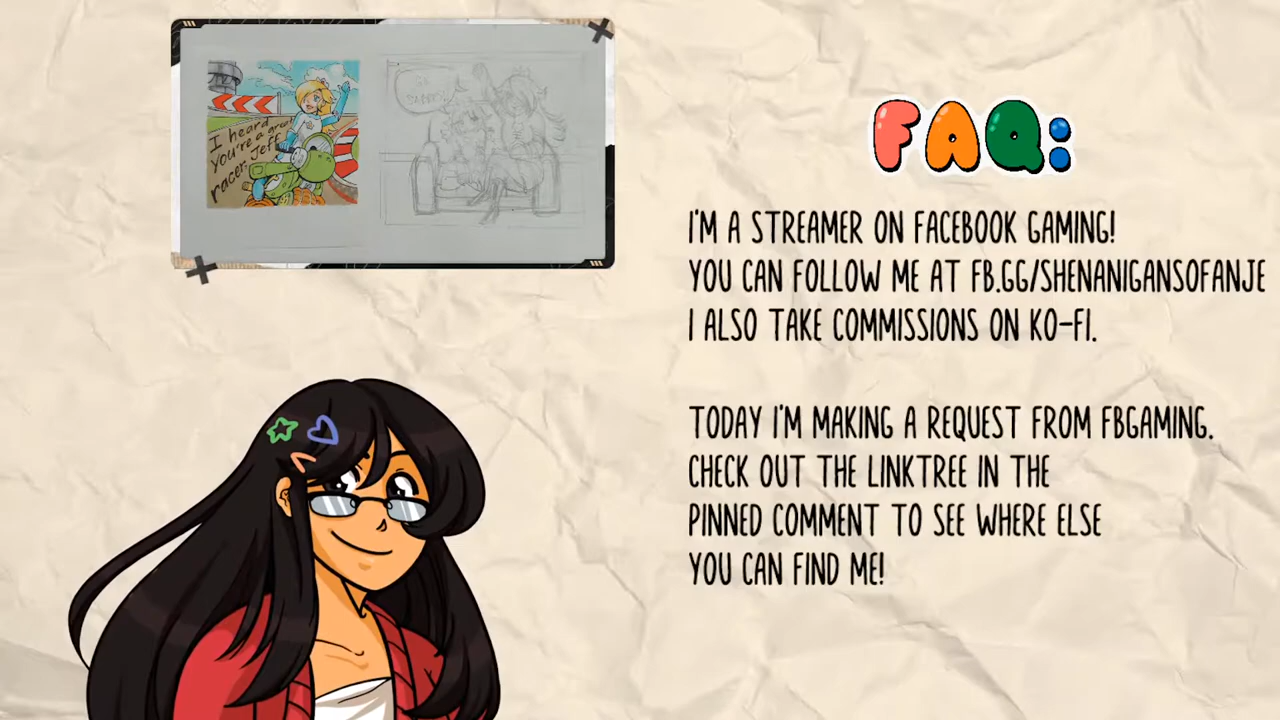 I heard
you're a great
racer, Jeff
FAQ:
I'M A STREAMER ON FACEBOOK GAMING!
YOU CAN FOLLOW ME AT FB.GG/SHENANIGANSOFANJE
I ALSO TAKE COMMISSIONS ON KO-FI.
TODAY I'M MAKING A REQUEST FROM FBGAMING.
CHECK OUT THE LINKTREE IN THE
PINNED COMMENT TO SEE WHERE ELSE
YOU CAN FIND ME!